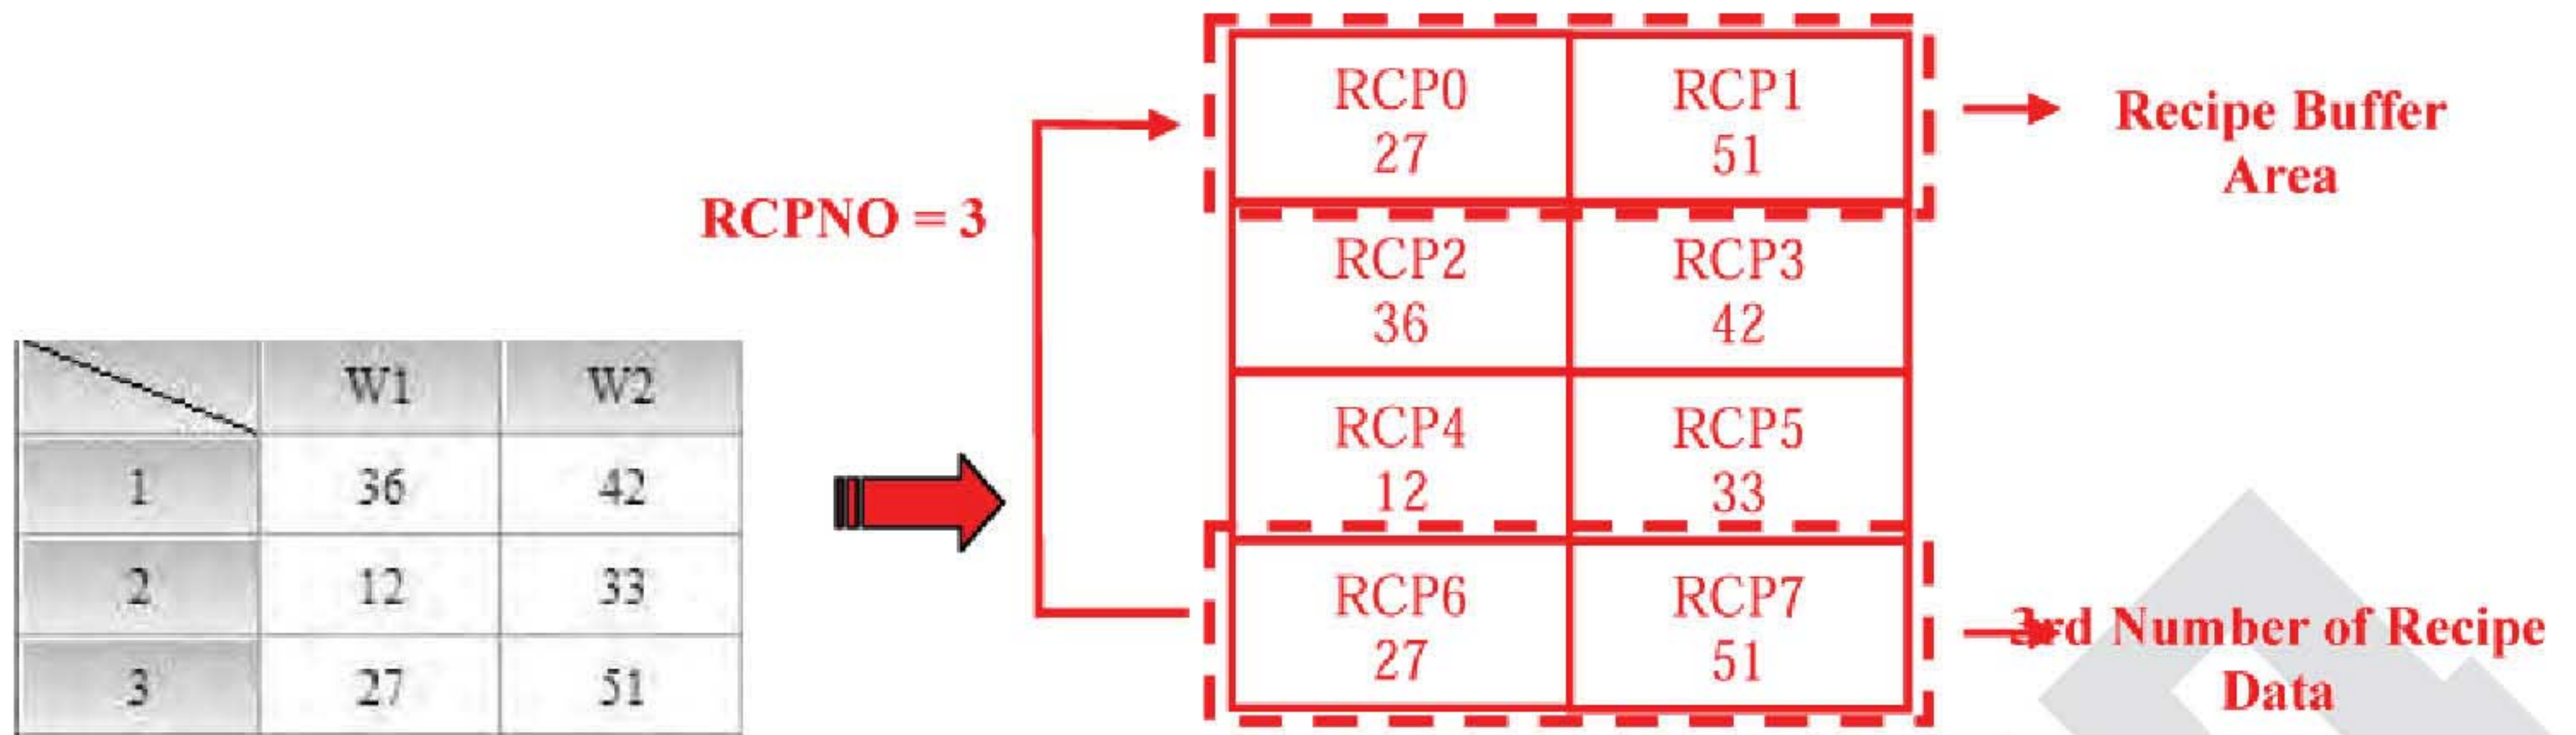 RCP0 RCP1
27 51
Recipe Buffer
Area
RCPNO = 3
RCP2 RCP3
36 42
W1 W2
1 36 42
2 12 33
3 27 51
RCP4 RCP5
12 33
RCP6 RCP7
27 51
3rd Number of Recipe
Data